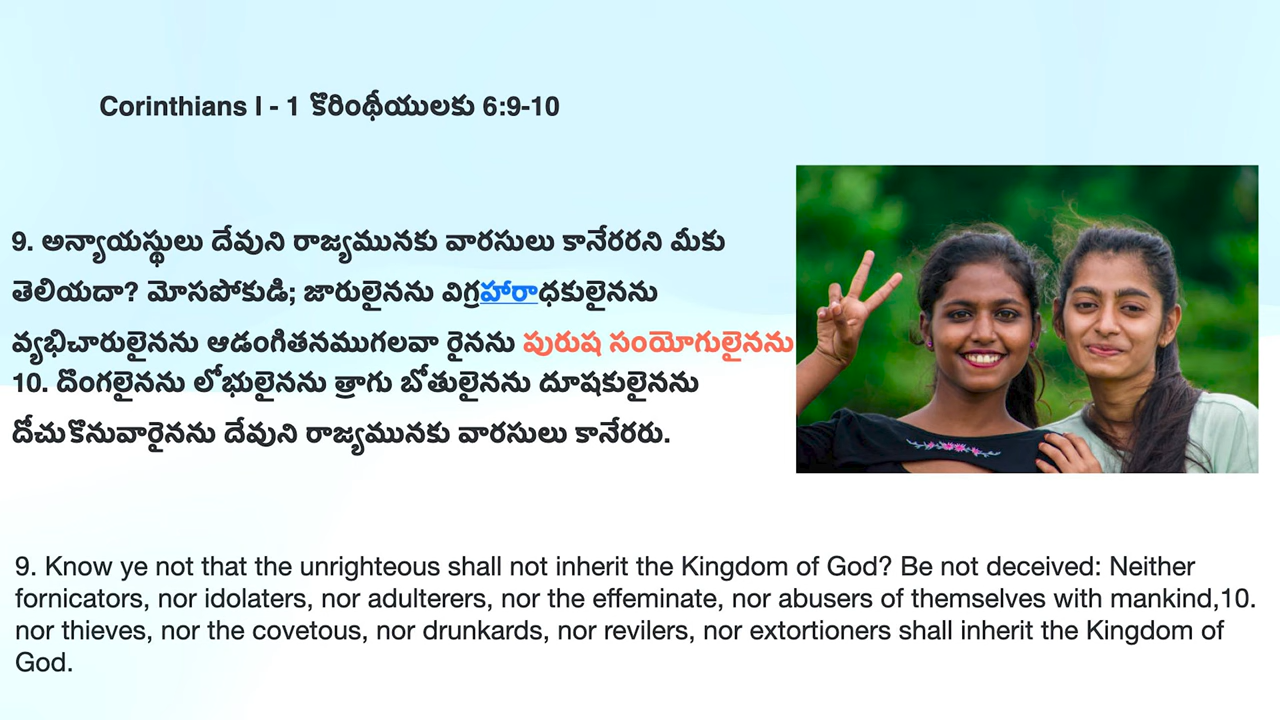 Corinthians I - 1 కొరింథీయులకు 6:9-10
9. అన్యాయస్థులు దేవుని రాజ్యమునకు వారసులు కానేరరని మీకు
తెలియదా? మోసపోకుడి; జారులైనను విగ్రహారాధకులైనను
వ్యభిచారులైనను ఆడంగితనముగలవా రైనను పురుష సంయోగులైనను
10. దొంగలైనను లోభులైనను త్రాగు బోతులైనను దూషకులైనను
దోచుకొనువారైనను దేవుని రాజ్యమునకు వారసులు కానేరరు.
9. Know ye not that the unrighteous shall not inherit the Kingdom of God? Be not deceived: Neither
fornicators, nor idolaters, nor adulterers, nor the effeminate, nor abusers of themselves with mankind,10.
nor thieves, nor the covetous, nor drunkards, nor revilers, nor extortioners shall inherit the Kingdom of
God.